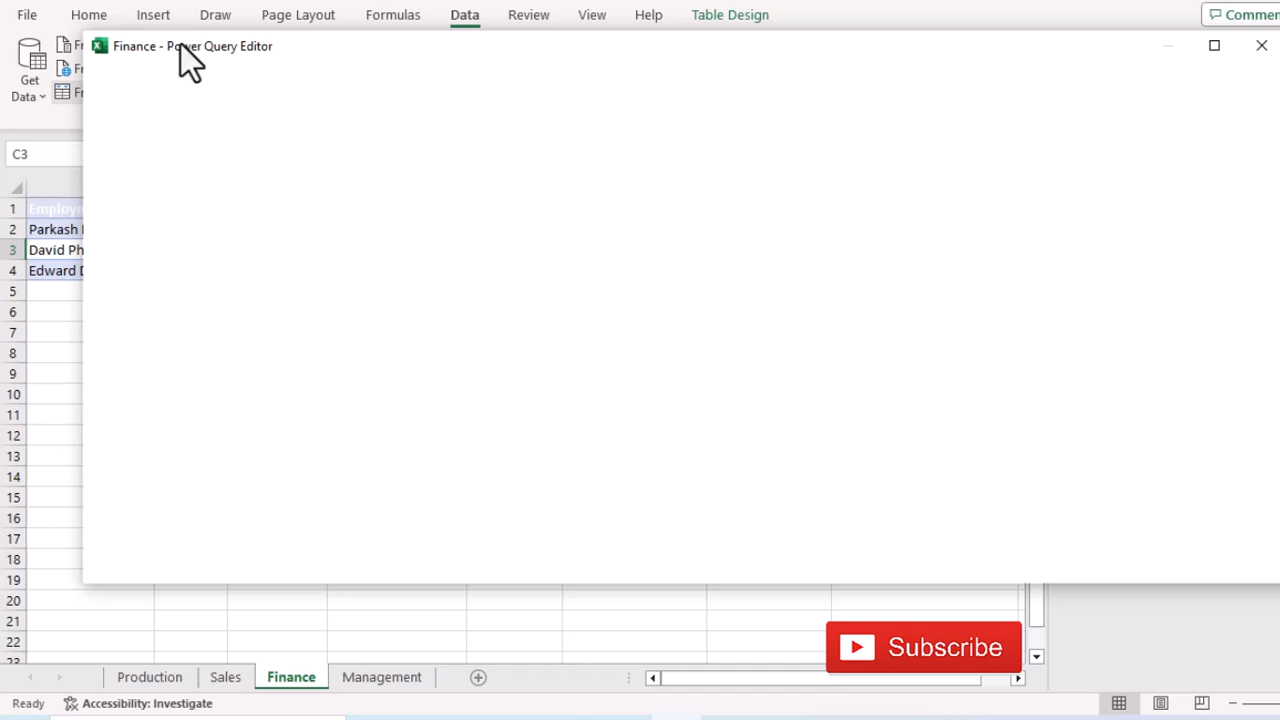 File Home Insert Draw Page Layout Formulas Data Review View Help Table Design
Finance - Power Query Editor
Get
Data
C3
1
2 Parkash
3 David Ph
4 Edward D
5
6
7
8
9
10
11
12
13
14
15
16
17
18
19
20
21
22
23
Subscribe
Production Sales Finance Management
Ready Accessibility: Investigate